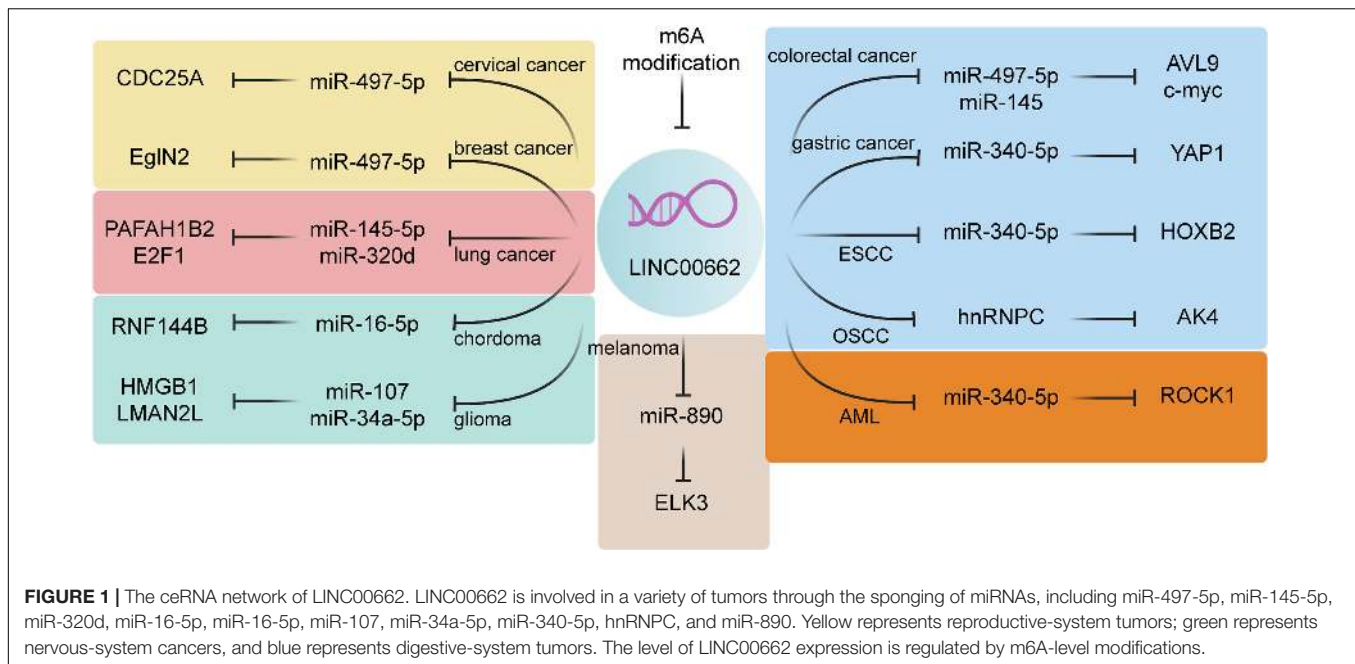 CDC25A
miR-497-5p
cervical cancer
EglN2
miR-497-5p
breast cancer
PAFAH1B2
E2F1
miR-145-5p
miR-320d
lung cancer
RNF144B
miR-16-5p
chordoma
HMGB1
LMAN2L
miR-107
miR-34a-5p
glioma
m6A
modification
LINC00662
melanoma
miR-890
ELK3
colorectal cancer
miR-497-5p
miR-145
AVL9
c-myc
gastric cancer
miR-340-5p
YAP1
ESCC
miR-340-5p
HOXB2
OSCC
hnRNPC
AK4
AML
miR-340-5p
ROCK1
FIGURE 1 | The ceRNA network of LINC00662. LINC00662 is involved in a variety of tumors through the sponging of miRNAs, including miR-497-5p, miR-145-5p,
miR-320d, miR-16-5p, miR-16-5p, miR-107, miR-34a-5p, miR-340-5p, hnRNPC, and miR-890. Yellow represents reproductive-system tumors; green represents
nervous-system cancers, and blue represents digestive-system tumors. The level of LINC00662 expression is regulated by m6A-level modifications.